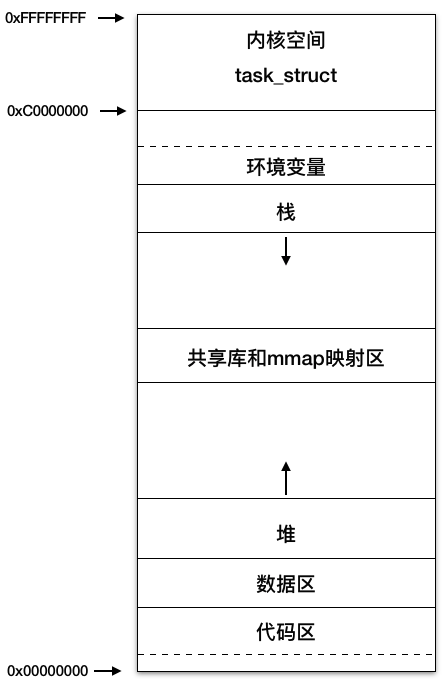 0xFFFFFFFF
内核空间
task_struct
0xC0000000
环境变量
栈
共享库和mmap映射区
堆
数据区
代码区
0x00000000